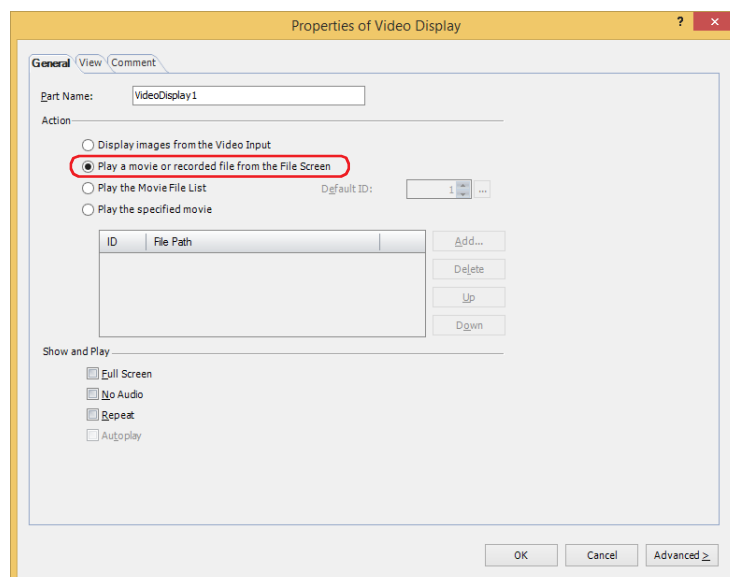 Properties of Video Display
? ×
General View Comment
Part Name: VideoDisplay1
Action
Display images from the Video Input
Play a movie or recorded file from the File Screen
Play the Movie File List Default ID: 1 ...
Play the specified movie
ID File Path
Add...
Delete
Up
Down
Show and Play
Full Screen
No Audio
Repeat
Autoplay
OK Cancel Advanced >